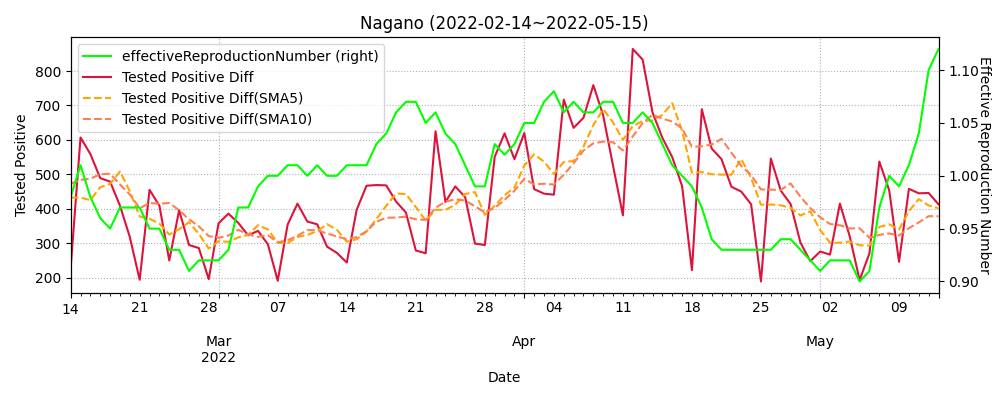 Nagano (2022-02-14~2022-05-15)
effectiveReproductionNumber (right)
Tested Positive Diff
Tested Positive Diff(SMA5)
Tested Positive Diff(SMA10)
Tested Positive
800
700
600
500
400
300
200
1.10
1.05
1.00
0.95
0.90
Effective Reproduction Number
14 21 28 07 14 21 28 04 11 18 25 02 09
Mar Apr May
2022
Date